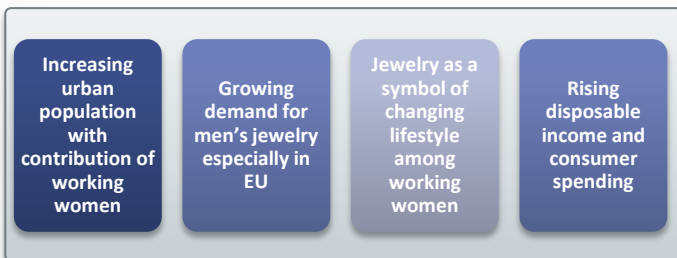 Increasing
urban
population
with
contribution of
working
women
Growing
demand for
men's jewelry
especially in
EU
Jewelry as a
symbol of
changing
lifestyle
among
working
women
Rising
disposable
income and
consumer
spending